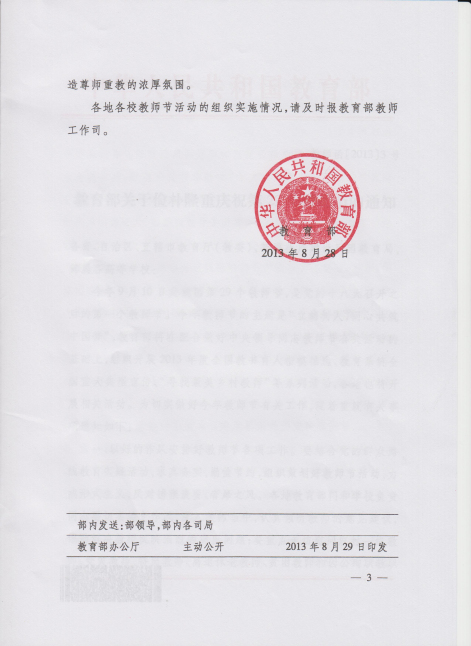 造尊师重教的浓厚氛围。
各地各校教师节活动的组织实施情况，请及时报教育部教师
工作司。
中华人民共和国教育部
教育部
2013年8月28日
部内发送：部领导，部内各司局
教育部办公厅 主动公开 2013年8月29日印发
— 3 —